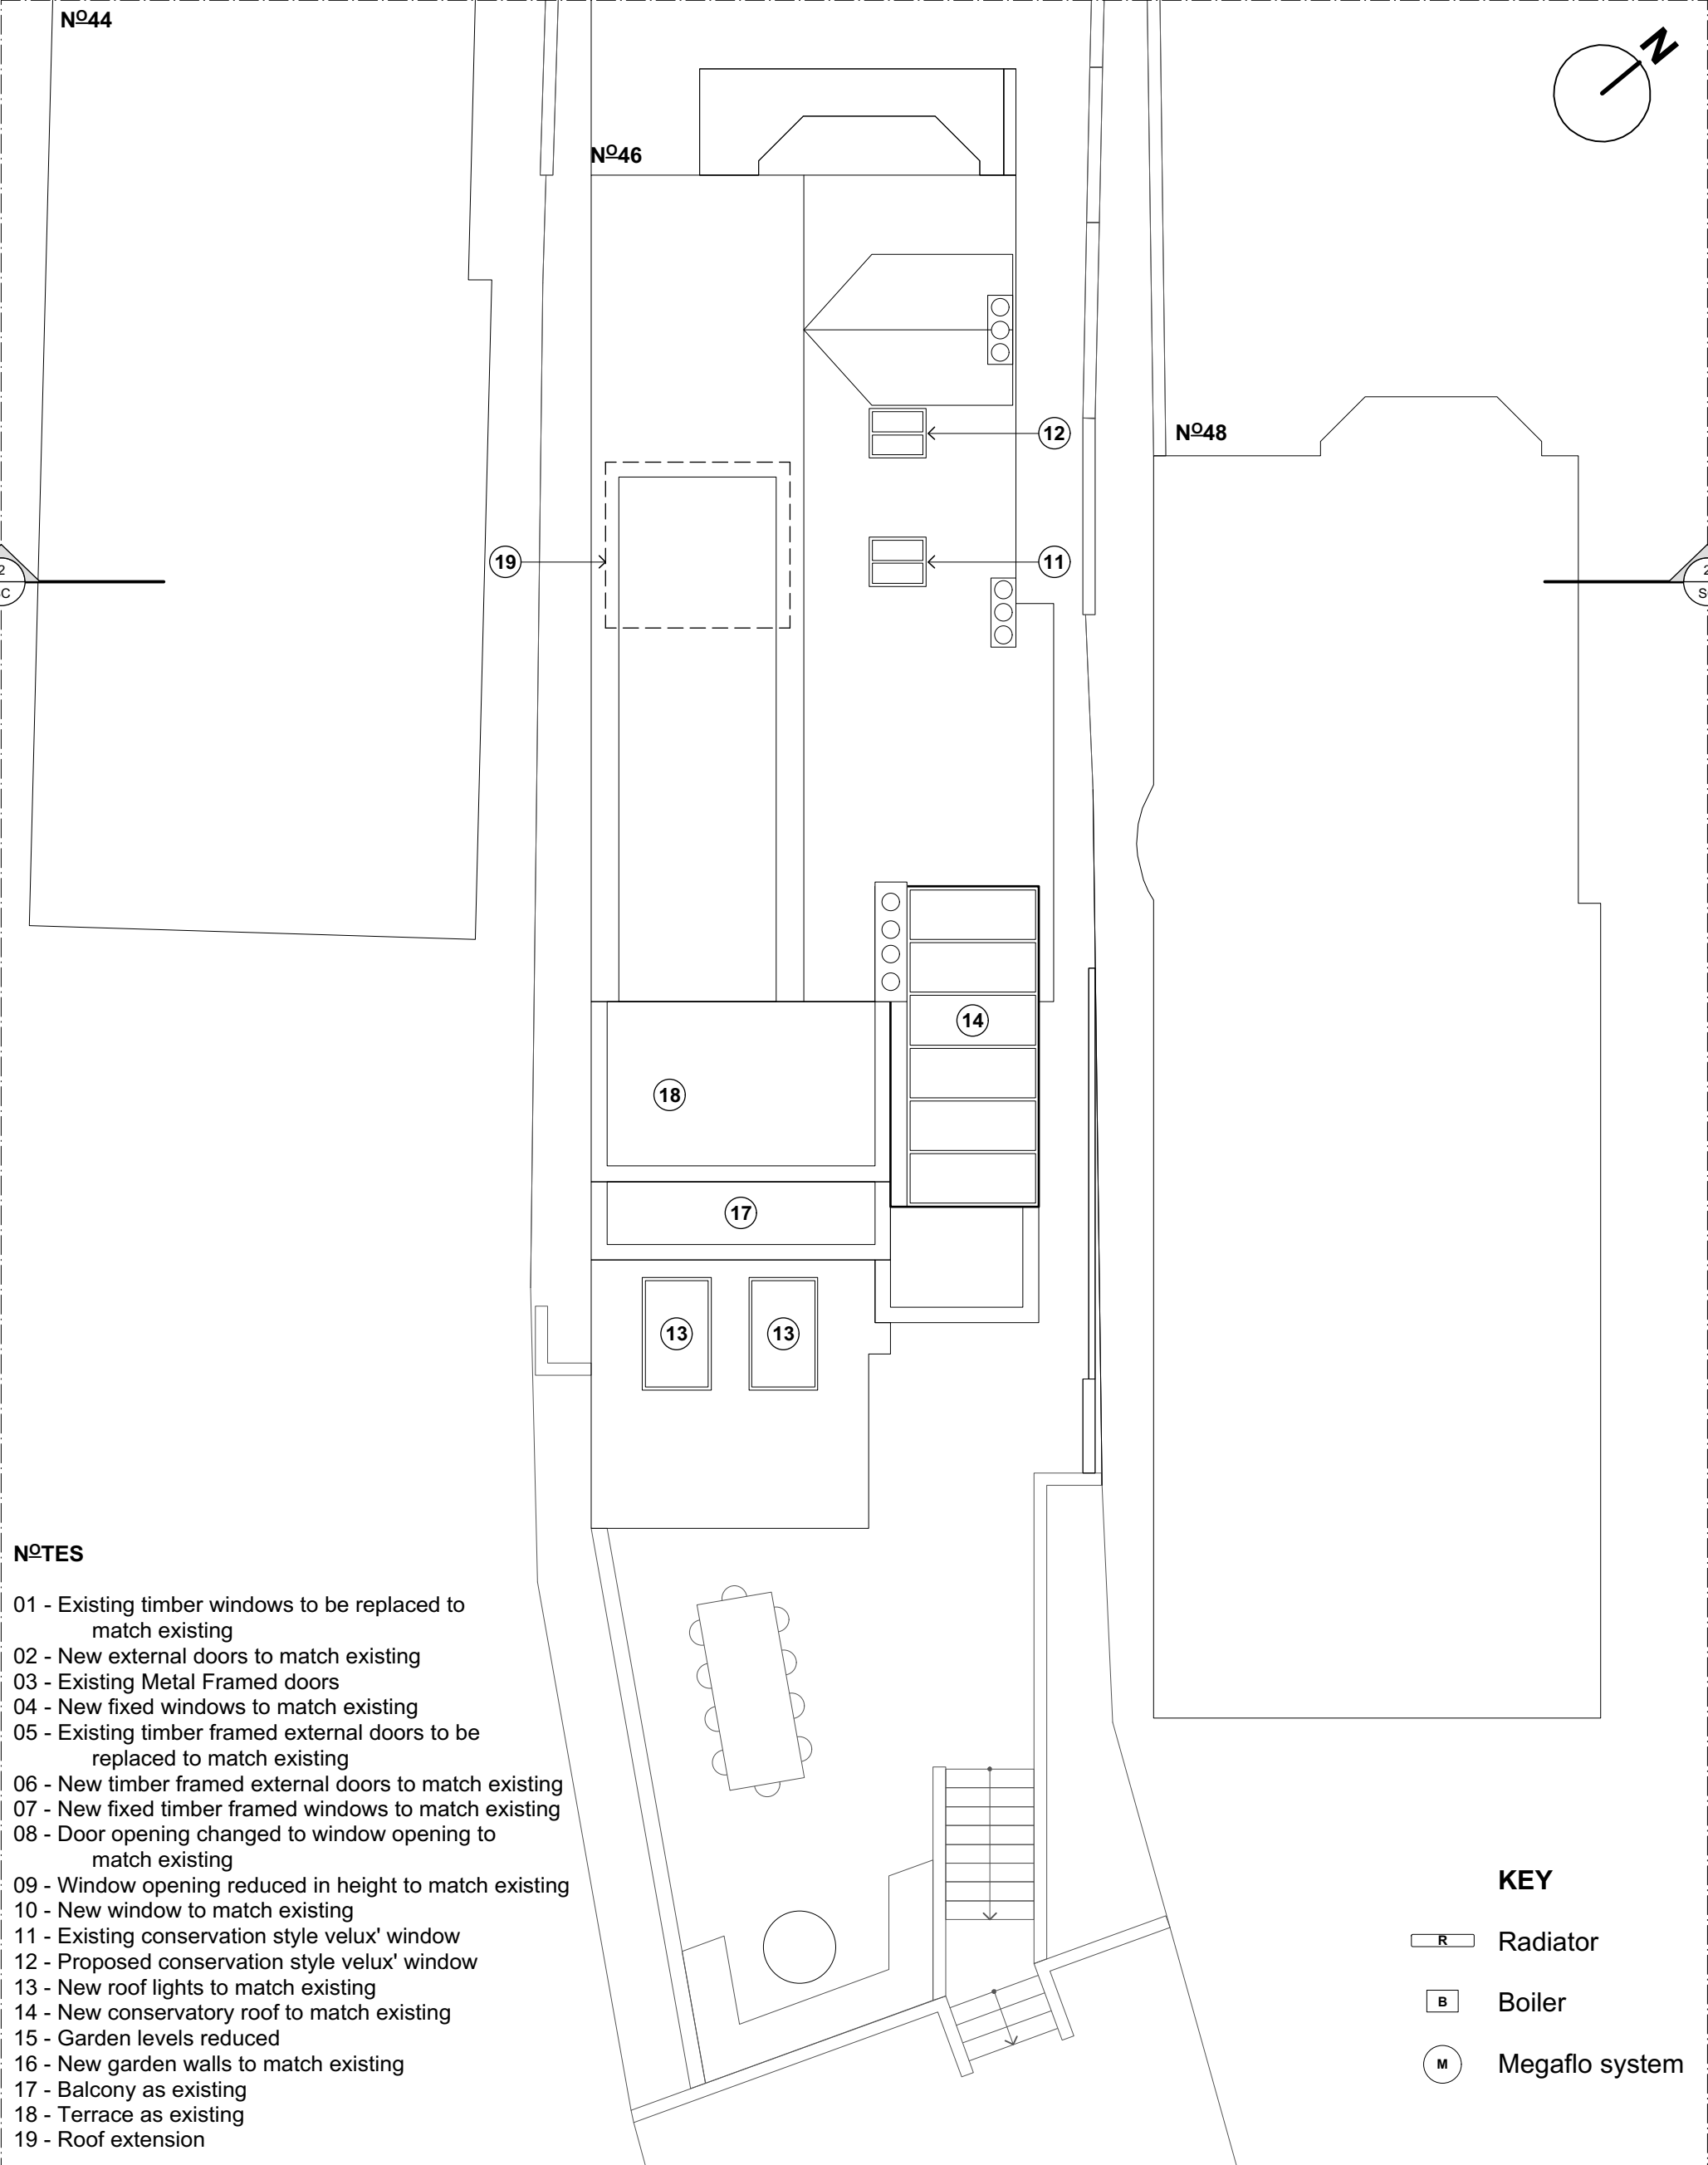 NO44
N
NO46
12
NO48
19
11
2
C
2
S
14
18
17
13
13
NOTES
01 - Existing timber windows to be replaced to
match existing
02 - New external doors to match existing
03 - Existing Metal Framed doors
04 - New fixed windows to match existing
05 - Existing timber framed external doors to be
replaced to match existing
06 - New timber framed external doors to match existing
07 - New fixed timber framed windows to match existing
08 - Door opening changed to window opening to
match existing
09 - Window opening reduced in height to match existing
10 - New window to match existing
11 - Existing conservation style velux' window
12 - Proposed conservation style velux' window
13 - New roof lights to match existing
14 - New conservatory roof to match existing
15 - Garden levels reduced
16 - New garden walls to match existing
17 - Balcony as existing
18 - Terrace as existing
19 - Roof extension
KEY
R Radiator
B Boiler
M Megaflo system